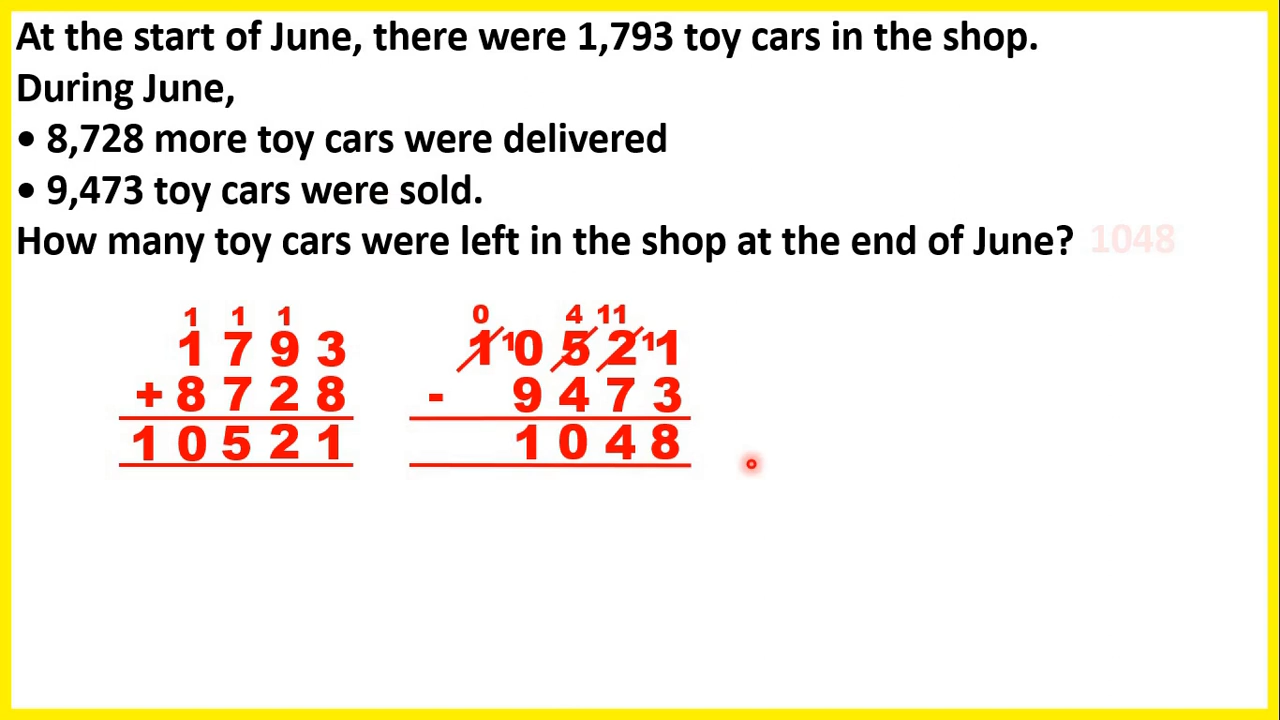 At the start of June, there were 1,793 toy cars in the shop.
During June,
• 8,728 more toy cars were delivered
• 9,473 toy cars were sold.
How many toy cars were left in the shop at the end of June? 1048
1 1 1
1 7 9 3
+ 8 7 2 8
1 0 5 2 1
0 4 11
1 1 0 5 2 1 1
- 9 4 7 3
1 0 4 8